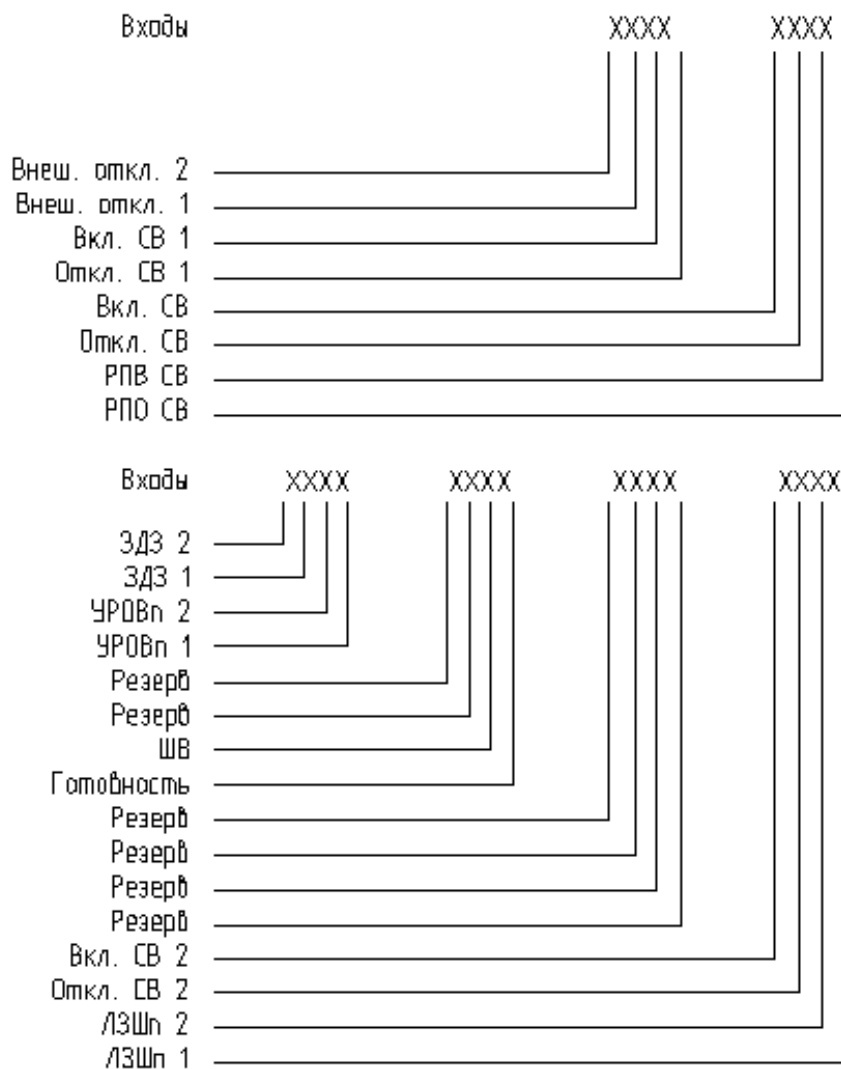 Входы XXXX XXXX
Внеш. откл. 2
Внеш. откл. 1
Вкл. СВ 1
Откл. СВ 1
Вкл. СВ
Откл. СВ
РПВ СВ
РПО СВ
Входы XXXX XXXX XXXX XXXX
ЗДЗ 2
ЗДЗ 1
УРОВп 2
УРОВп 1
Резерв
Резерв
ШВ
Готовность
Резерв
Резерв
Резерв
Резерв
Вкл. СВ 2
Откл. СВ 2
ЛЗШп 2
ЛЗШп 1